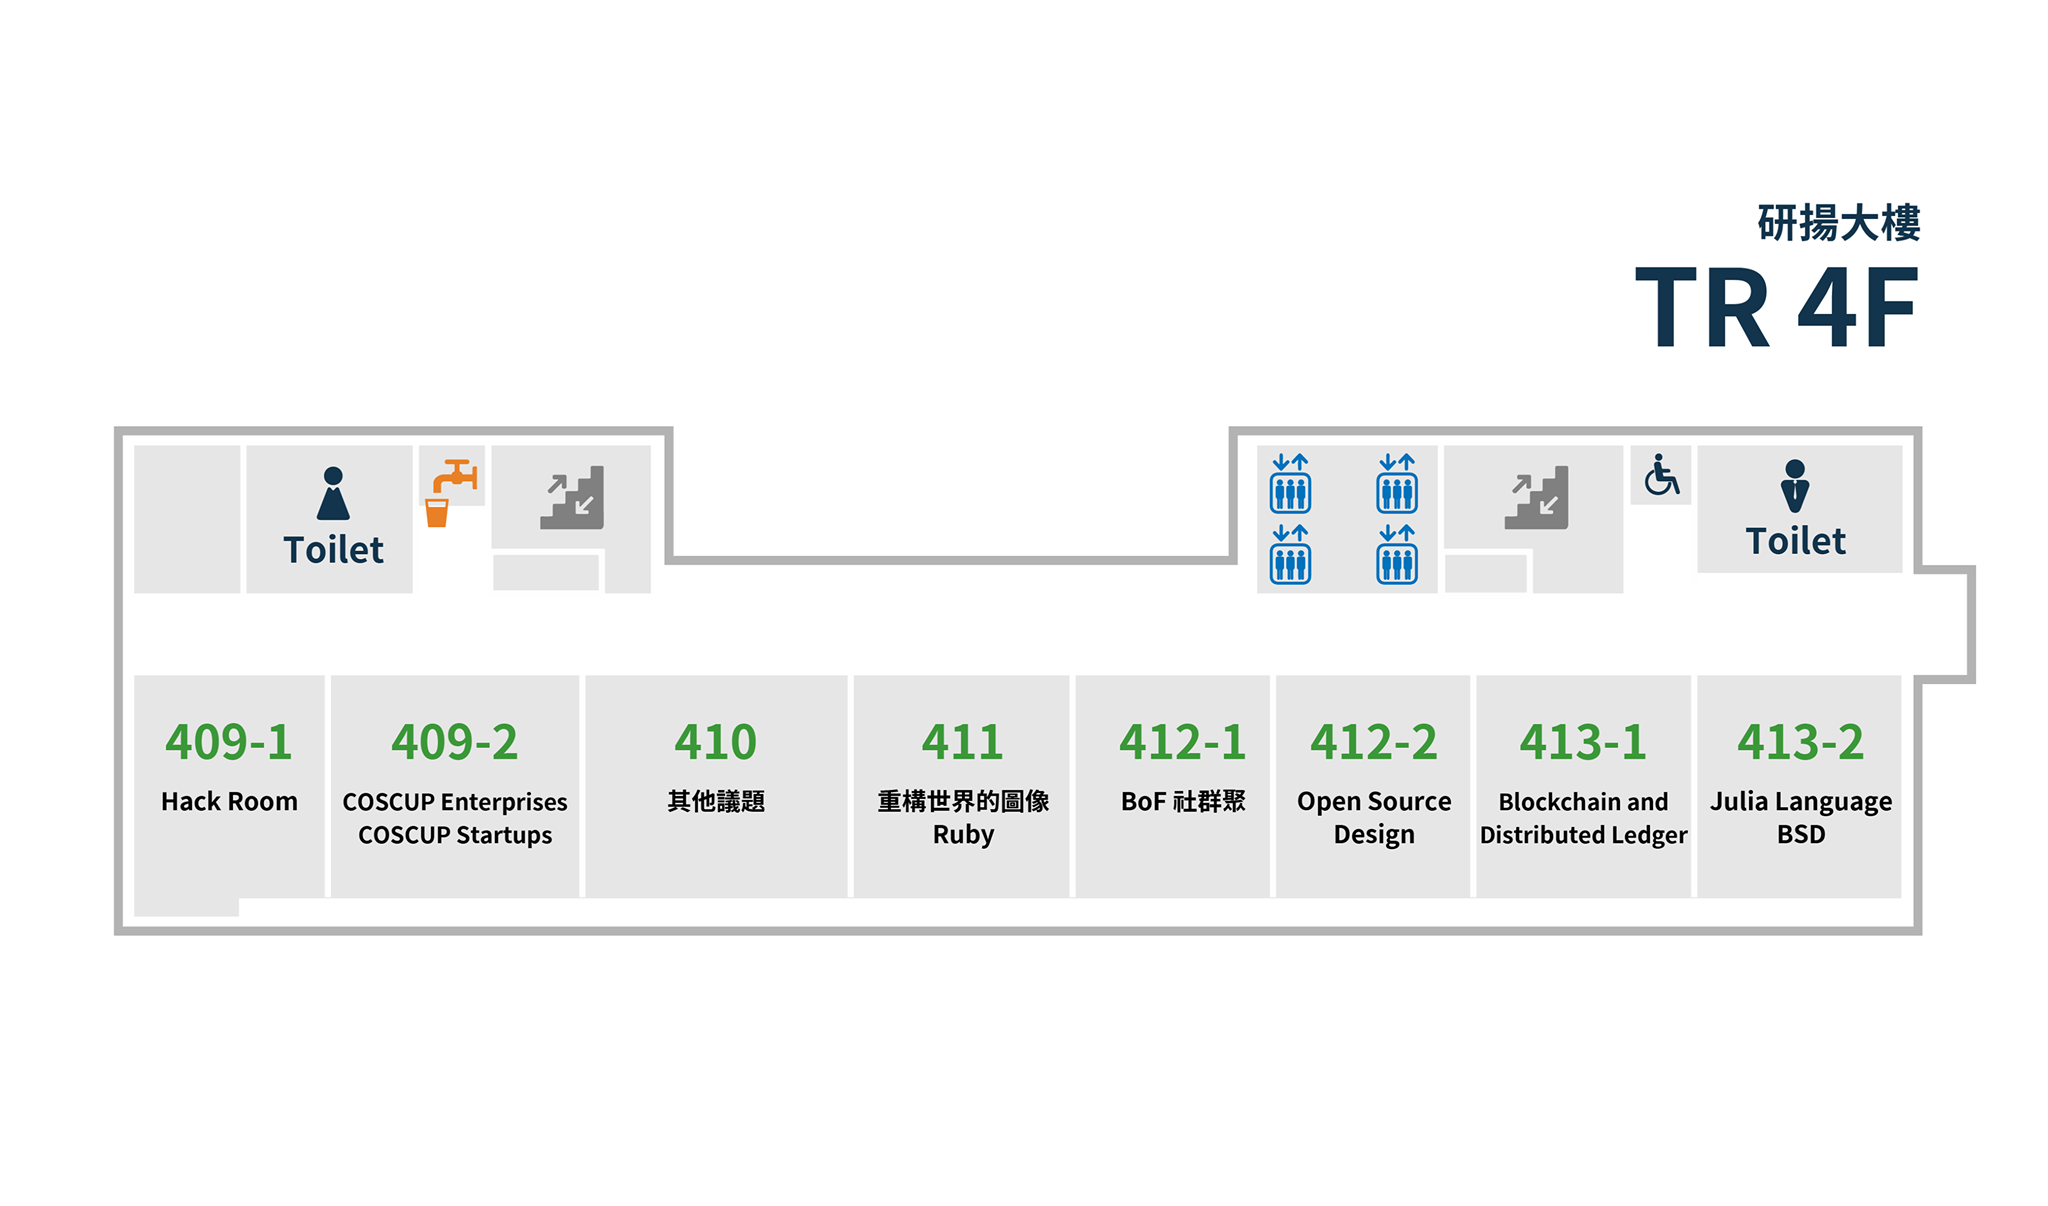 研揚大樓
TR 4F
Toilet
Toilet
409-1
Hack Room
409-2
COSCUP Enterprises
COSCUP Startups
410
其他議題
411
重構世界的圖像
Ruby
412-1
BoF 社群聚
412-2
Open Source
Design
413-1
Blockchain and
Distributed Ledger
413-2
Julia Language
BSD